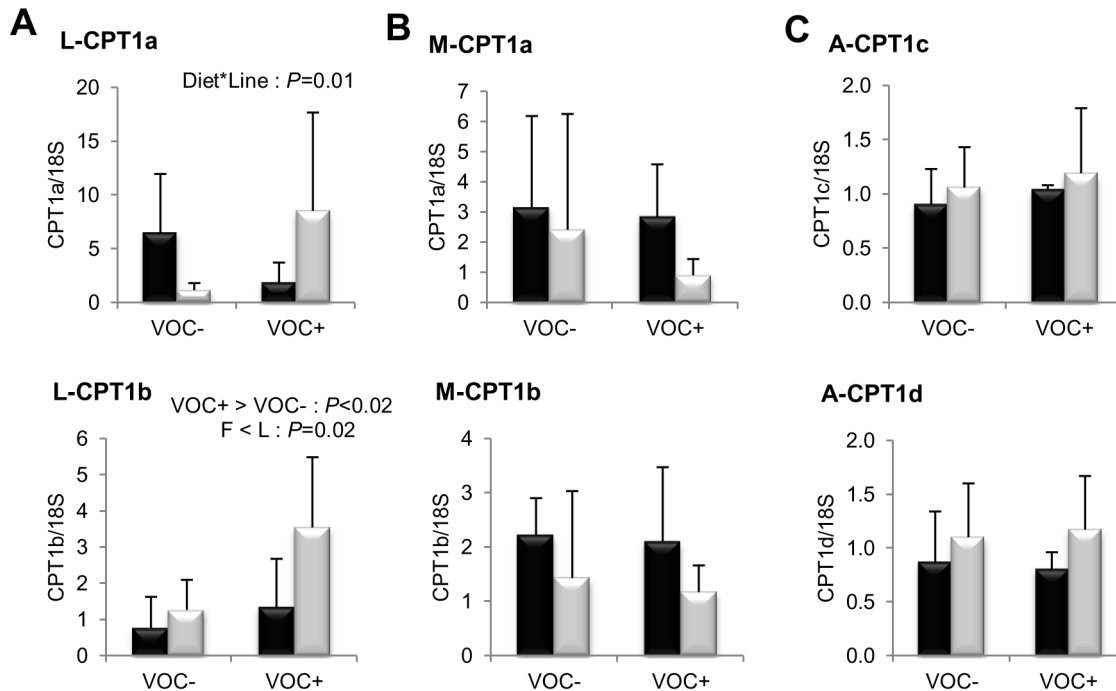 A
L-CPT1a
Diet*Line : P=0.01
CPT1a/18S
20
15
10
5
0
VOC- VOC+
B
M-CPT1a
CPT1a/18S
7
6
5
4
3
2
1
0
VOC- VOC+
C
A-CPT1c
CPT1c/18S
2.0
1.5
1.0
0.5
0.0
VOC- VOC+
L-CPT1b
VOC+ > VOC- : P<0.02
F < L : P=0.02
CPT1b/18S
6
5
4
3
2
1
0
VOC- VOC+
M-CPT1b
CPT1b/18S
4
3
2
1
0
VOC- VOC+
A-CPT1d
CPT1d/18S
2.0
1.5
1.0
0.5
0.0
VOC- VOC+